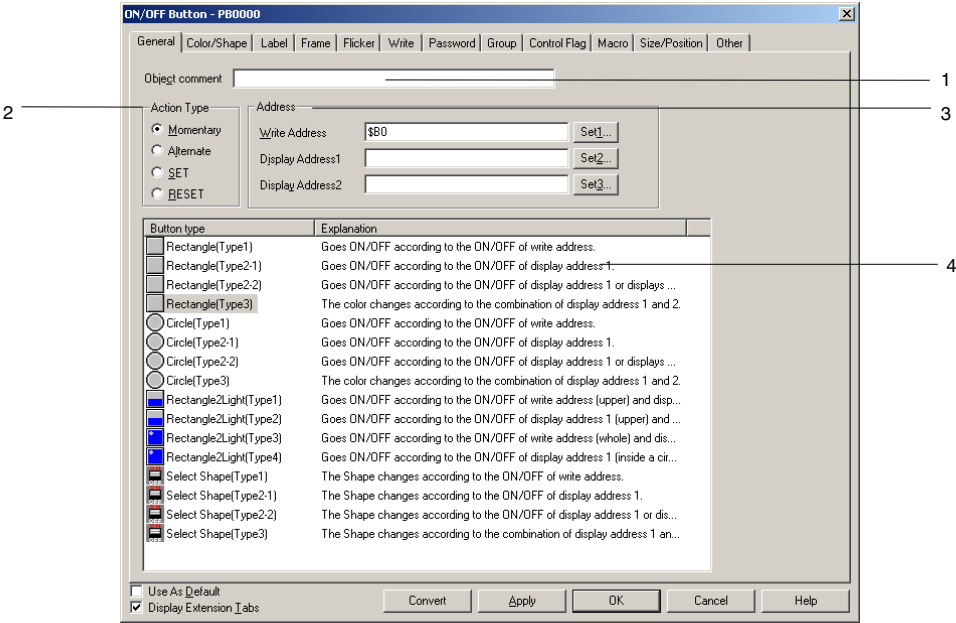 ON/OFF Button - PB0000
General Color/Shape Label Frame Flicker Write Password Group Control Flag Macro Size/Position Other
Object comment
1
2
Action Type
Momentary
Alternate
SET
RESET
Address
3
Write Address $B0 Set1...
Display Address1 Set2...
Display Address2 Set3...
Button type Explanation
Rectangle(Type1) Goes ON/OFF according to the ON/OFF of write address.
Rectangle(Type2-1) Goes ON/OFF according to the ON/OFF of display address 1.
4
Rectangle(Type2-2) Goes ON/OFF according to the ON/OFF of display address 1 or displays ...
Rectangle(Type3) The color changes according to the combination of display address 1 and 2.
Circle(Type1) Goes ON/OFF according to the ON/OFF of write address.
Circle(Type2-1) Goes ON/OFF according to the ON/OFF of display address 1.
Circle(Type2-2) Goes ON/OFF according to the ON/OFF of display address 1 or displays ...
Circle(Type3) The color changes according to the combination of display address 1 and 2.
Rectangle2Light(Type1) Goes ON/OFF according to the ON/OFF of write address (upper) and disp...
Rectangle2Light(Type2) Goes ON/OFF according to the ON/OFF of display address 1 (upper) and ...
Rectangle2Light(Type3) Goes ON/OFF according to the ON/OFF of write address (whole) and dis...
Rectangle2Light(Type4) Goes ON/OFF according to the ON/OFF of display address 1 (inside a cir...
Select Shape(Type1) The Shape changes according to the ON/OFF of write address.
Select Shape(Type2-1) The Shape changes according to the ON/OFF of display address 1.
Select Shape(Type2-2) The Shape changes according to the ON/OFF of display address 1 or dis...
Select Shape(Type3) The Shape changes according to the combination of display address 1 an...
Use As Default
Display Extension Tabs
Convert Apply OK Cancel Help